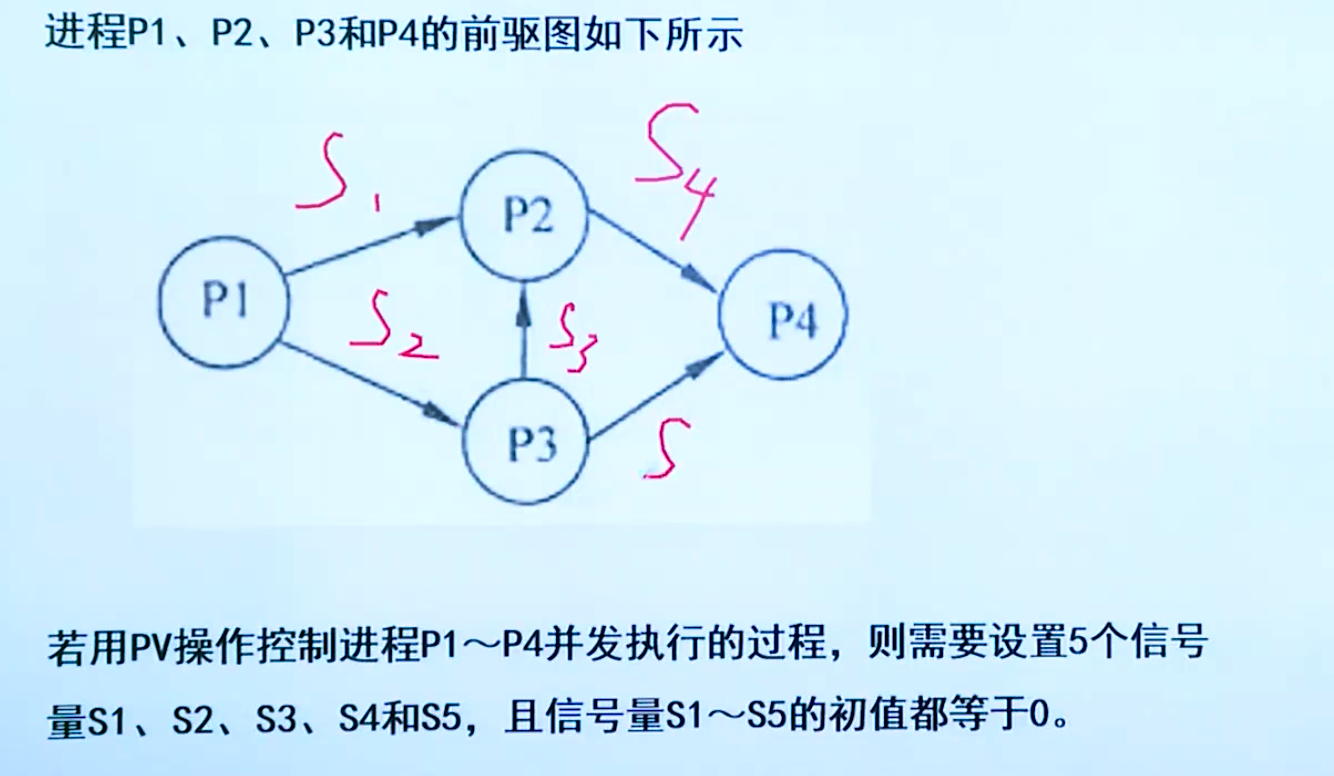 进程P1、P2、P3和P4的前驱图如下所示
S1
S4
P2
P1
S2
S3
P4
P3
S
若用PV操作控制进程P1～P4并发执行的过程，则需要设置5个信号
量S1、S2、S3、S4和S5，且信号量S1～S5的初值都等于0。